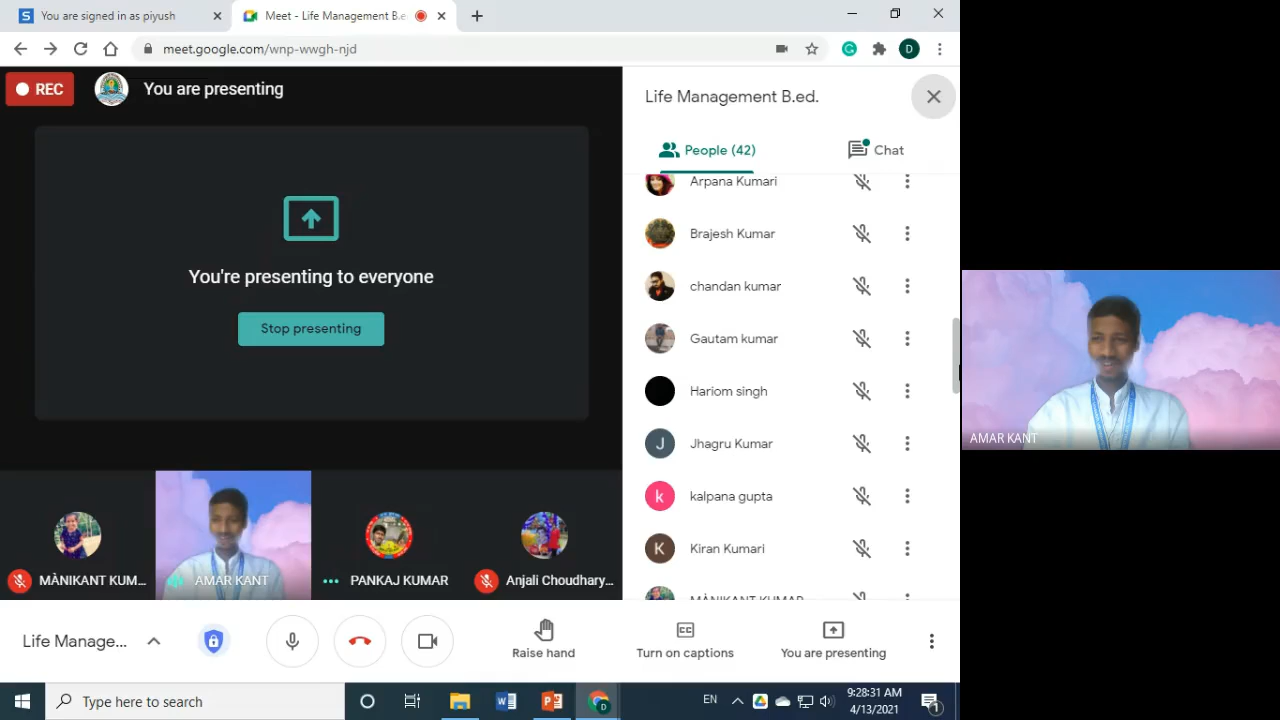 You are signed in as piyush
Meet - Life Management B.e
meet.google.com/wnp-wwgh-njd
D
REC
You are presenting
You're presenting to everyone
Stop presenting
MÀNIKANT KUM...
AMAR KANT
PANKAJ KUMAR
Anjali Choudhary...
Life Management B.ed.
People (42)
Chat
Arpana Kumari
Brajesh Kumar
chandan kumar
Gautam kumar
Hariom singh
J
Jhagru Kumar
k
kalpana gupta
K
Kiran Kumari
MÀNIKANT KUMAR
Life Manage...
Raise hand
Turn on captions
You are presenting
AMAR KANT
Type here to search
EN
9:28:31 AM
4/13/2021
1